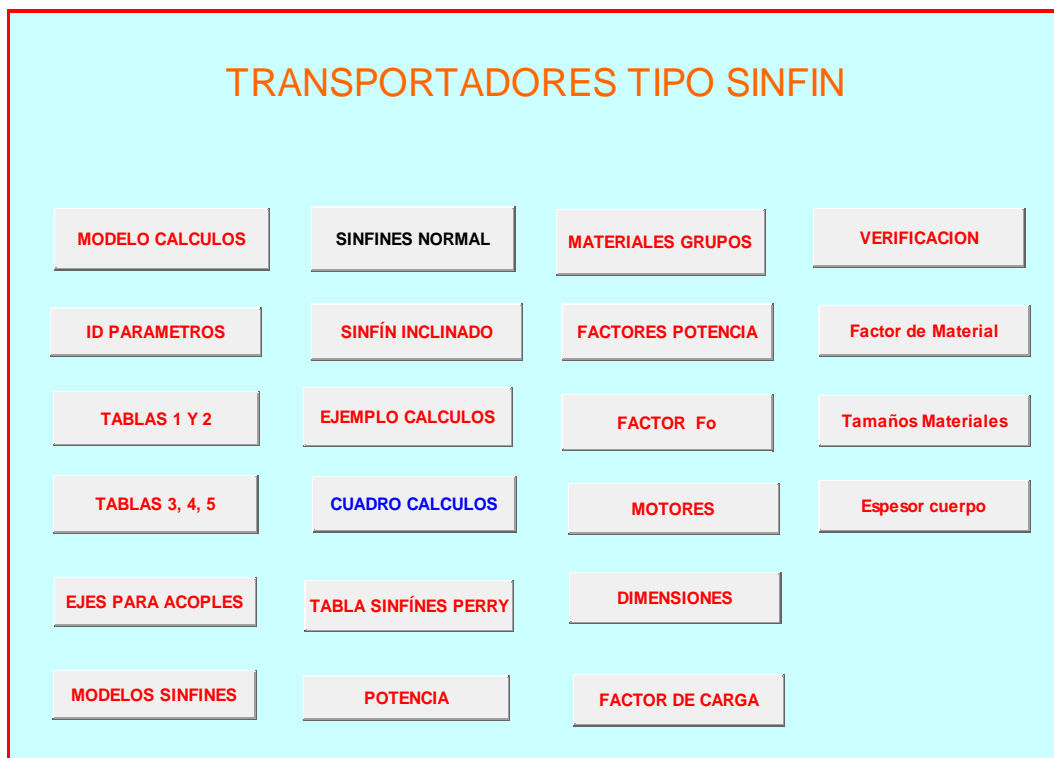 TRANSPORTADORES TIPO SINFIN
MODELO CALCULOS
SINFINES NORMAL
MATERIALES GRUPOS
VERIFICACION
ID PARAMETROS
SINFÍN INCLINADO
FACTORES POTENCIA
Factor de Material
TABLAS 1 Y 2
EJEMPLO CALCULOS
FACTOR Fo
Tamaños Materiales
TABLAS 3, 4, 5
CUADRO CALCULOS
MOTORES
Espesor cuerpo
EJES PARA ACOPLES
TABLA SINFÍNES PERRY
DIMENSIONES
MODELOS SINFINES
POTENCIA
FACTOR DE CARGA